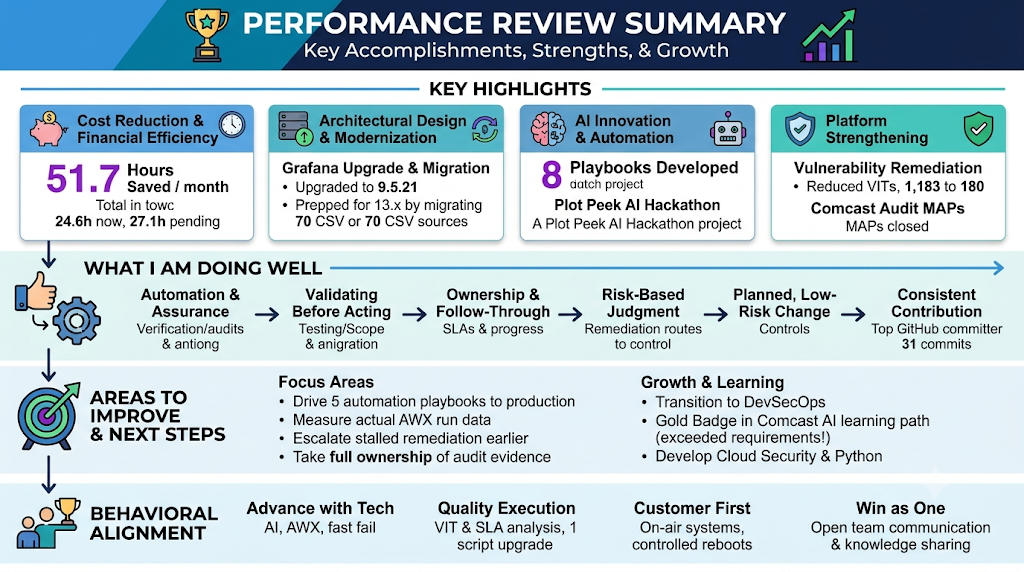 PERFORMANCE REVIEW SUMMARY
Key Accomplishments, Strengths, & Growth
KEY HIGHLIGHTS
Cost Reduction &
Financial Efficiency
51.7 Hours
Saved / month
Total in towc
24.6h now, 27.1h pending
Architectural Design
& Modernization
Grafana Upgrade & Migration
• Upgraded to 9.5.21
• Prepped for 13.x by migrating
70 CSV or 70 CSV sources
AI Innovation
& Automation
8 Playbooks Developed
datch project
Plot Peek AI Hackathon
A Plot Peek AI Hackathon project
Platform
Strengthening
Vulnerability Remediation
• Reduced VITs, 1,183 to 180
Comcast Audit MAPs
MAPs closed
WHAT I AM DOING WELL
Automation &
Assurance
Verification/audits
& antiong
Validating
Before Acting
Testing/Scope
& anigration
Ownership &
Follow-Through
SLAs & progress
Risk-Based
Judgment
Remediation routes
to control
Planned, Low-
Risk Change
Controls
Consistent
Contribution
Top GitHub committer
31 commits
AREAS TO
IMPROVE
& NEXT STEPS
Focus Areas
• Drive 5 automation playbooks to production
• Measure actual AWX run data
• Escalate stalled remediation earlier
• Take full ownership of audit evidence
Growth & Learning
• Transition to DevSecOps
• Gold Badge in Comcast AI learning path
(exceeded requirements!)
• Develop Cloud Security & Python
BEHAVIORAL
ALIGNMENT
Advance with Tech
AI, AWX, fast fail
Quality Execution
VIT & SLA analysis, 1
script upgrade
Customer First
On-air systems,
controlled reboots
Win as One
Open team communication
& knowledge sharing